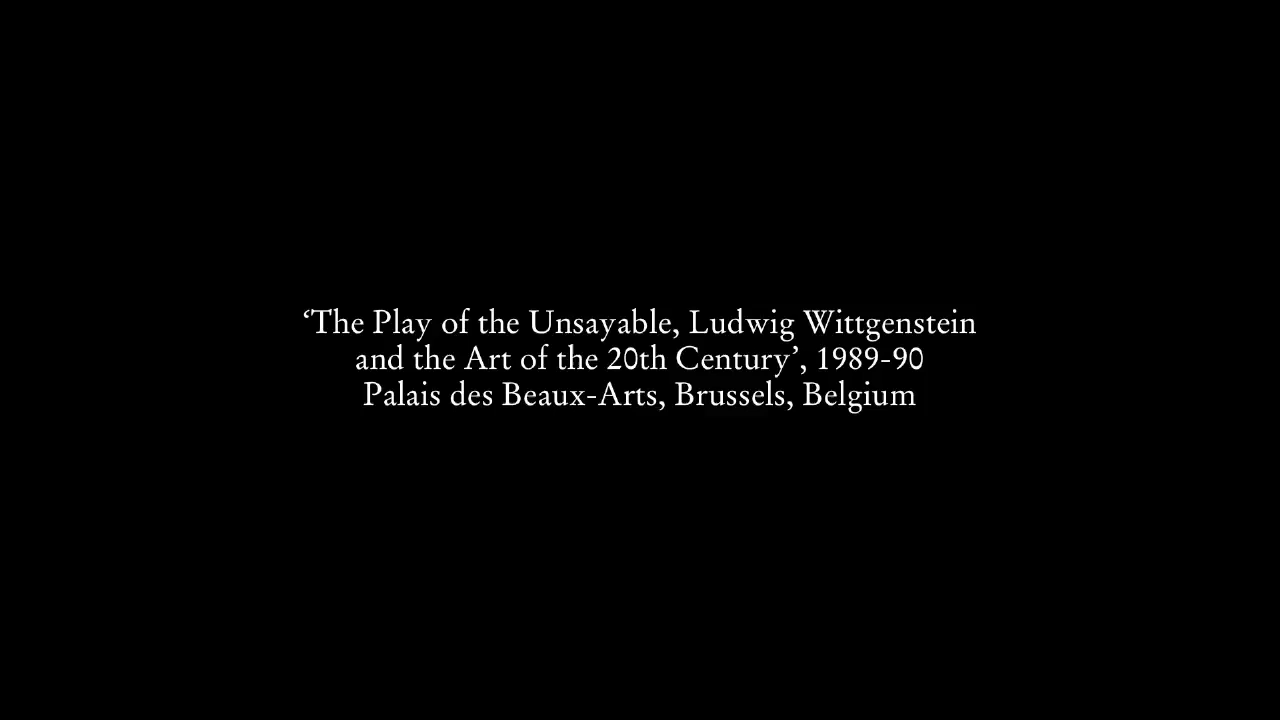 ‘The Play of the Unsayable, Ludwig Wittgenstein
and the Art of the 20th Century’, 1989-90
Palais des Beaux-Arts, Brussels, Belgium